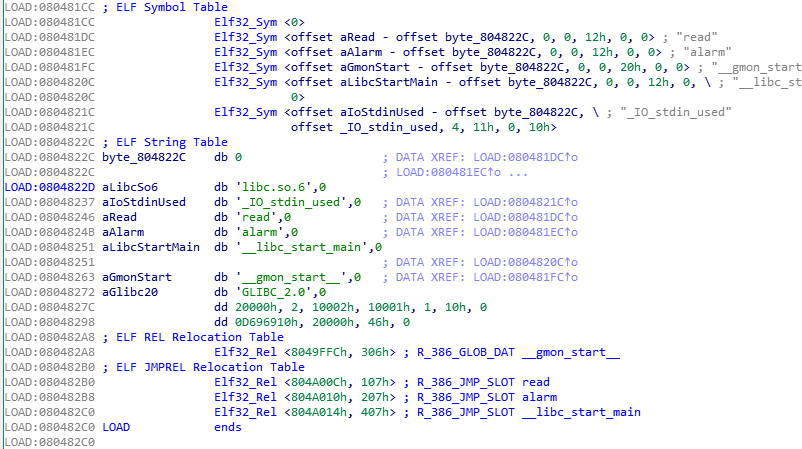 LOAD:080481CC ; ELF Symbol Table
LOAD:080481CC Elf32_Sym <0>
LOAD:080481DC Elf32_Sym <offset aRead - offset byte_804822C, 0, 0, 12h, 0, 0> ; "read"
LOAD:080481EC Elf32_Sym <offset aAlarm - offset byte_804822C, 0, 0, 12h, 0, 0> ; "alarm"
LOAD:080481FC Elf32_Sym <offset aGmonStart - offset byte_804822C, 0, 0, 20h, 0, 0> ; "__gmon_start
LOAD:0804820C Elf32_Sym <offset aLibcStartMain - offset byte_804822C, 0, 0, 12h, 0, \ ; "__libc_st
LOAD:0804820C 0>
LOAD:0804821C Elf32_Sym <offset aIoStdinUsed - offset byte_804822C, \ ; "_IO_stdin_used"
LOAD:0804821C offset _IO_stdin_used, 4, 11h, 0, 10h>
LOAD:0804822C ; ELF String Table
LOAD:0804822C byte_804822C db 0 ; DATA XREF: LOAD:080481DC↑o
LOAD:0804822C ; LOAD:080481EC↑o ...
LOAD:0804822D aLibcSo6 db 'libc.so.6',0
LOAD:08048237 aIoStdinUsed db '_IO_stdin_used',0 ; DATA XREF: LOAD:0804821C↑o
LOAD:08048246 aRead db 'read',0 ; DATA XREF: LOAD:080481DC↑o
LOAD:0804824B aAlarm db 'alarm',0 ; DATA XREF: LOAD:080481EC↑o
LOAD:08048251 aLibcStartMain db '__libc_start_main',0
LOAD:08048251 ; DATA XREF: LOAD:0804820C↑o
LOAD:08048263 aGmonStart db '__gmon_start__',0 ; DATA XREF: LOAD:080481FC↑o
LOAD:08048272 aGlibc20 db 'GLIBC_2.0',0
LOAD:0804827C dd 20000h, 2, 10002h, 10001h, 1, 10h, 0
LOAD:08048298 dd 0D696910h, 20000h, 46h, 0
LOAD:080482A8 ; ELF REL Relocation Table
LOAD:080482A8 Elf32_Rel <8049FFCh, 306h> ; R_386_GLOB_DAT __gmon_start__
LOAD:080482B0 ; ELF JMPREL Relocation Table
LOAD:080482B0 Elf32_Rel <804A00Ch, 107h> ; R_386_JMP_SLOT read
LOAD:080482B8 Elf32_Rel <804A010h, 207h> ; R_386_JMP_SLOT alarm
LOAD:080482C0 Elf32_Rel <804A014h, 407h> ; R_386_JMP_SLOT __libc_start_main
LOAD:080482C0 LOAD ends
LOAD:080482C0